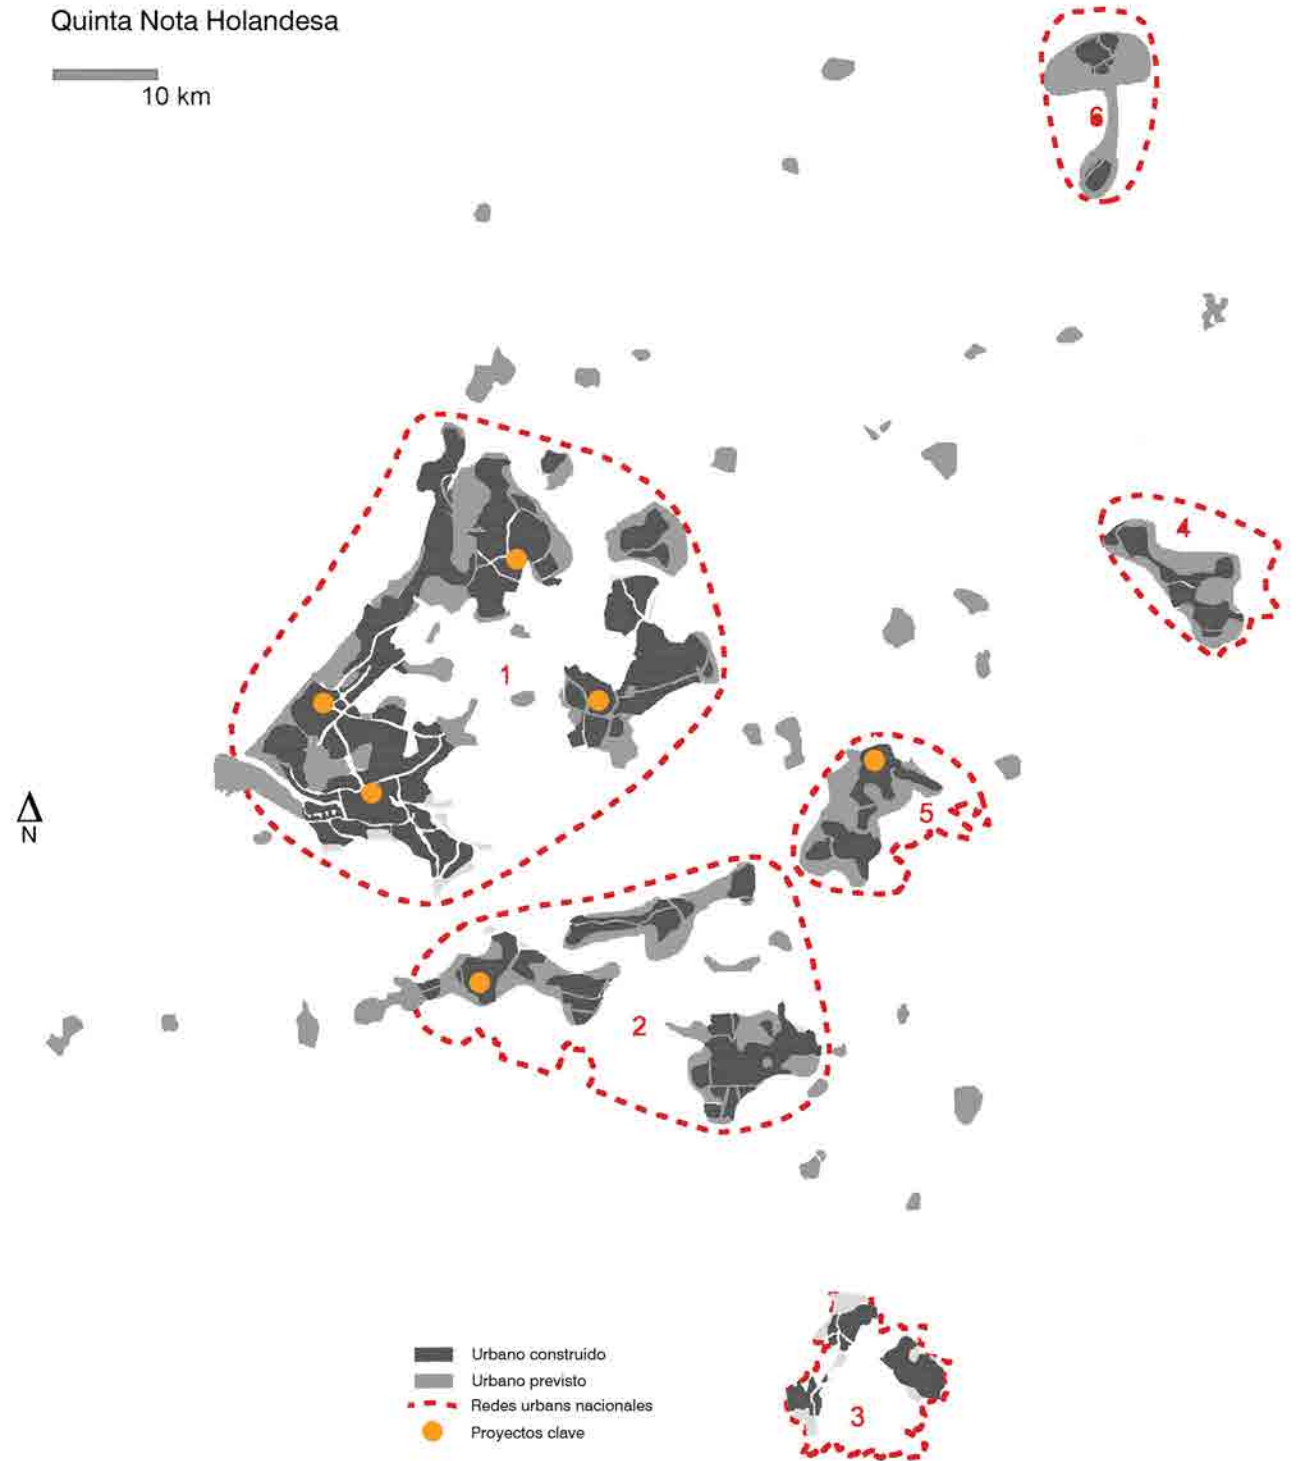 Quinta Nota Holandesa
10 km
6
4
1
5
N
2
Urbano construido
Urbano previsto
Redes urbans nacionales
3
Proyectos clave